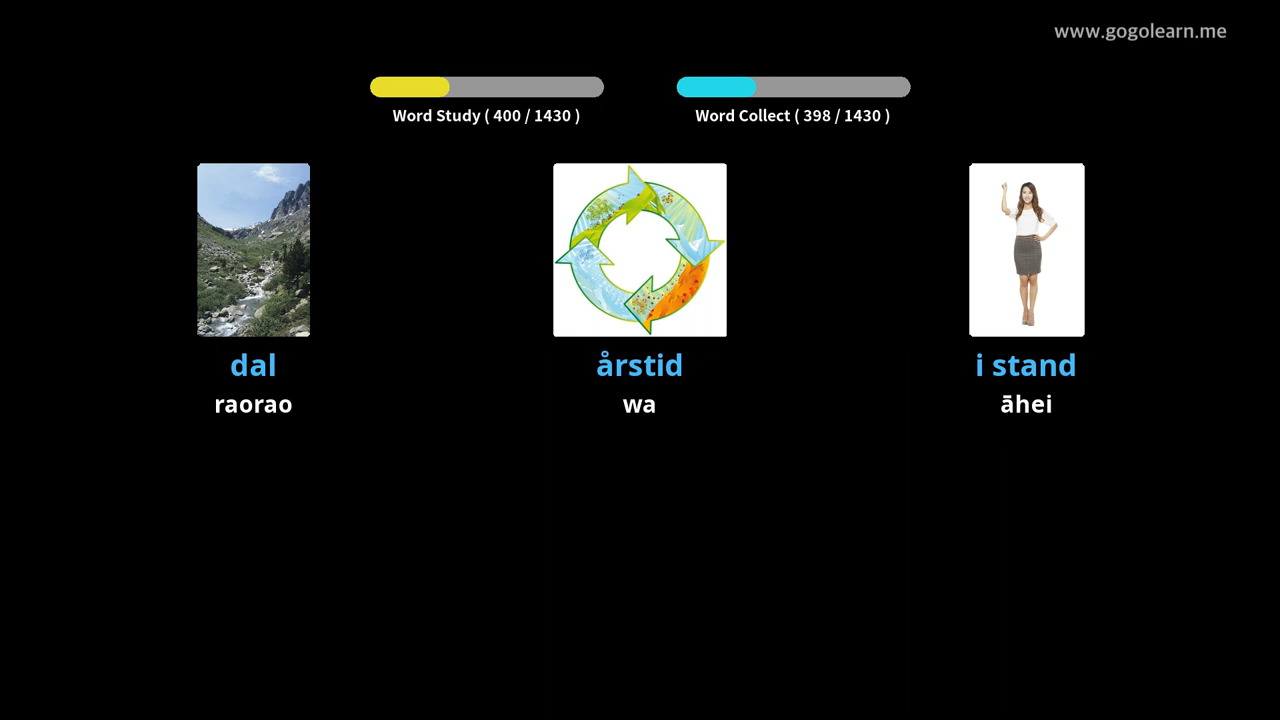 www.gogolearn.me
Word Study ( 400 / 1430 )
Word Collect ( 398 / 1430 )
dal
raorao
årstid
wa
i stand
āhei